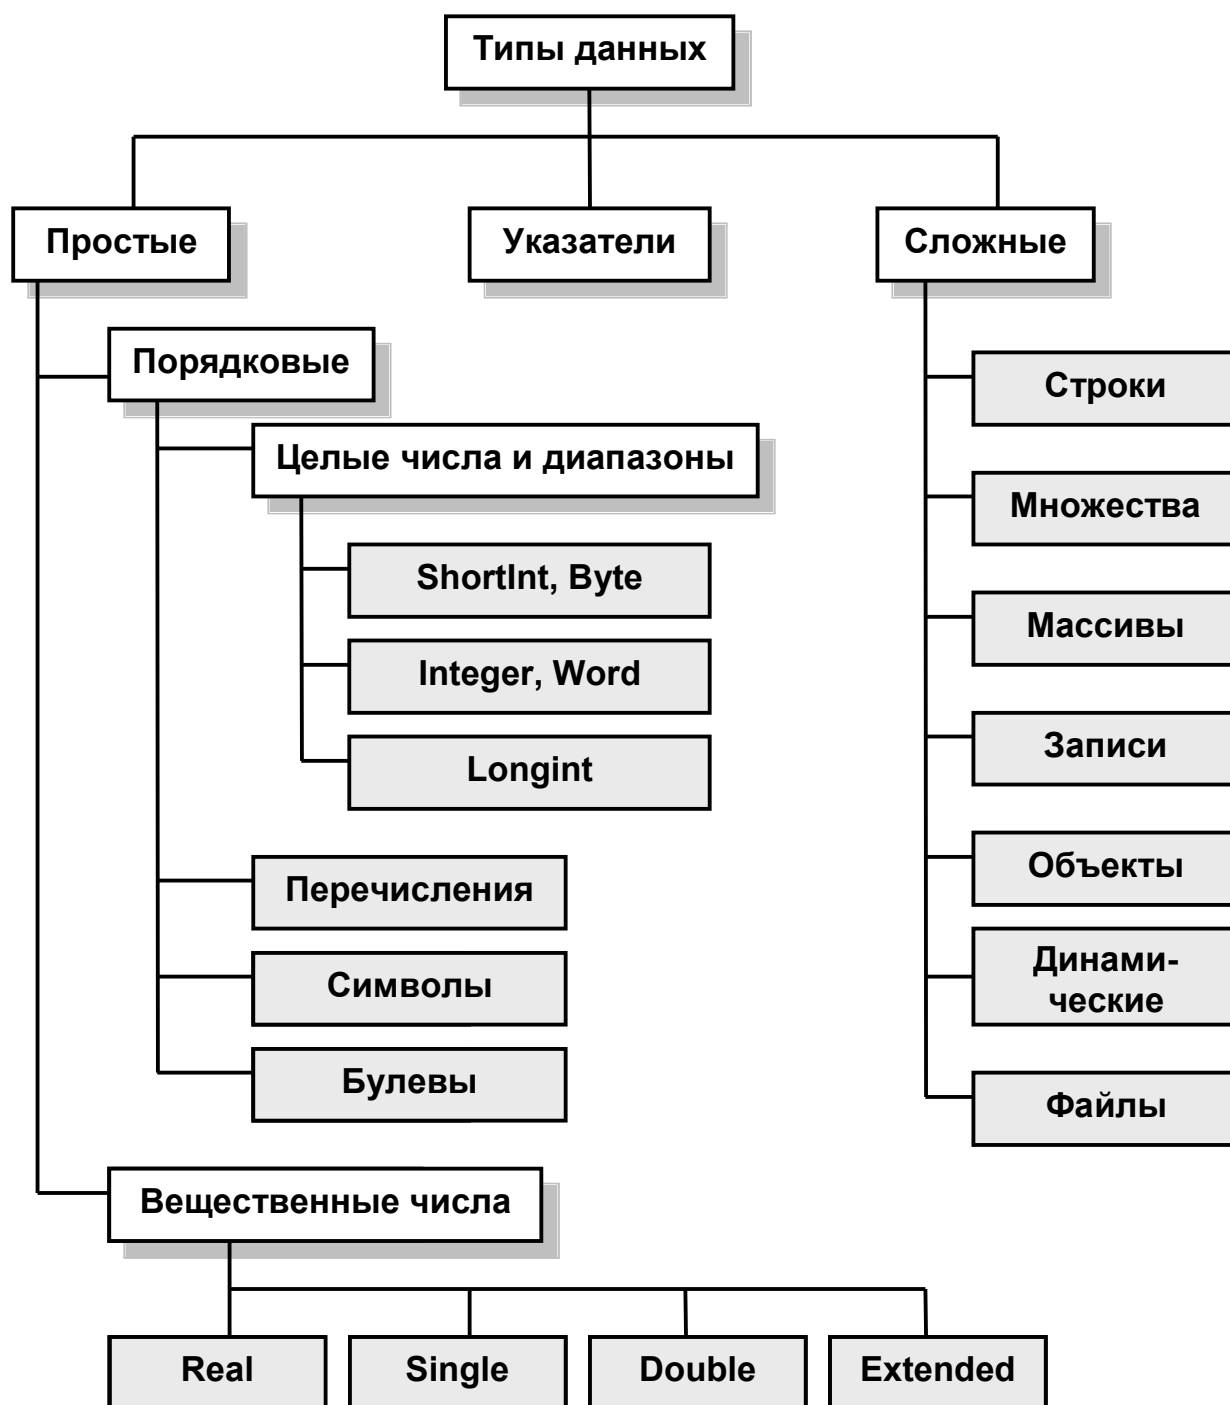 Типы данных
Простые
Указатели
Сложные
Порядковые
Целые числа и диапазоны
ShortInt, Byte
Integer, Word
Longint
Перечисления
Символы
Булевы
Вещественные числа
Real
Single
Double
Extended
Строки
Множества
Массивы
Записи
Объекты
Динами-
ческие
Файлы